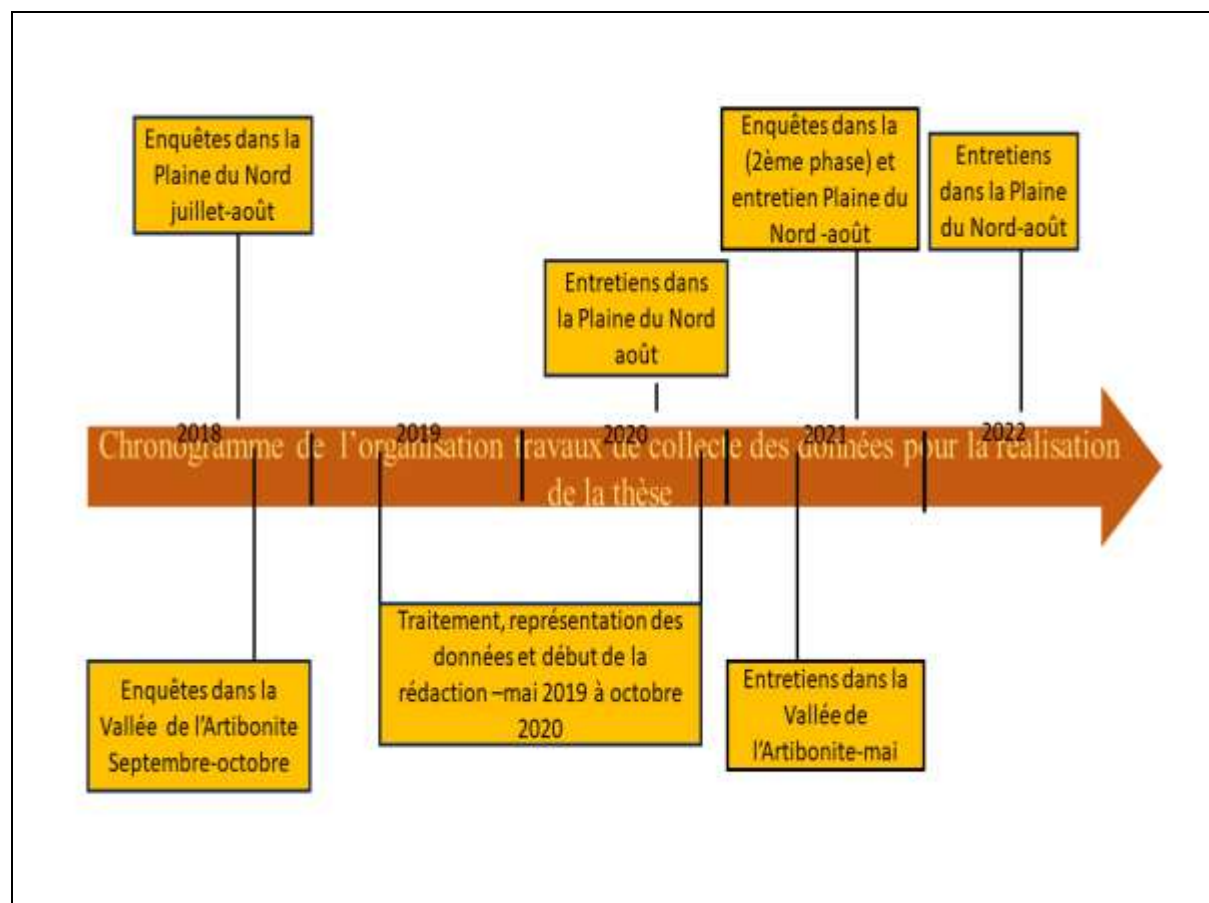 Enquêtes dans la
Plaine du Nord
juillet-août
Entretiens dans
la Plaine du Nord
août
Enquêtes dans la
(2ème phase) et
entretien Plaine du
Nord -août
Entretiens
dans la Plaine
du Nord-août
2018
2019
2020
2021
2022
Chronogramme de l'organisation travaux de collecte des données pour la réalisation
de la thèse
Enquêtes dans la
Vallée de l'Artibonite
Septembre-octobre
Traitement, représentation des
données et début de la
rédaction –mai 2019 à octobre
2020
Entretiens dans la
Vallée de
l'Artibonite-mai